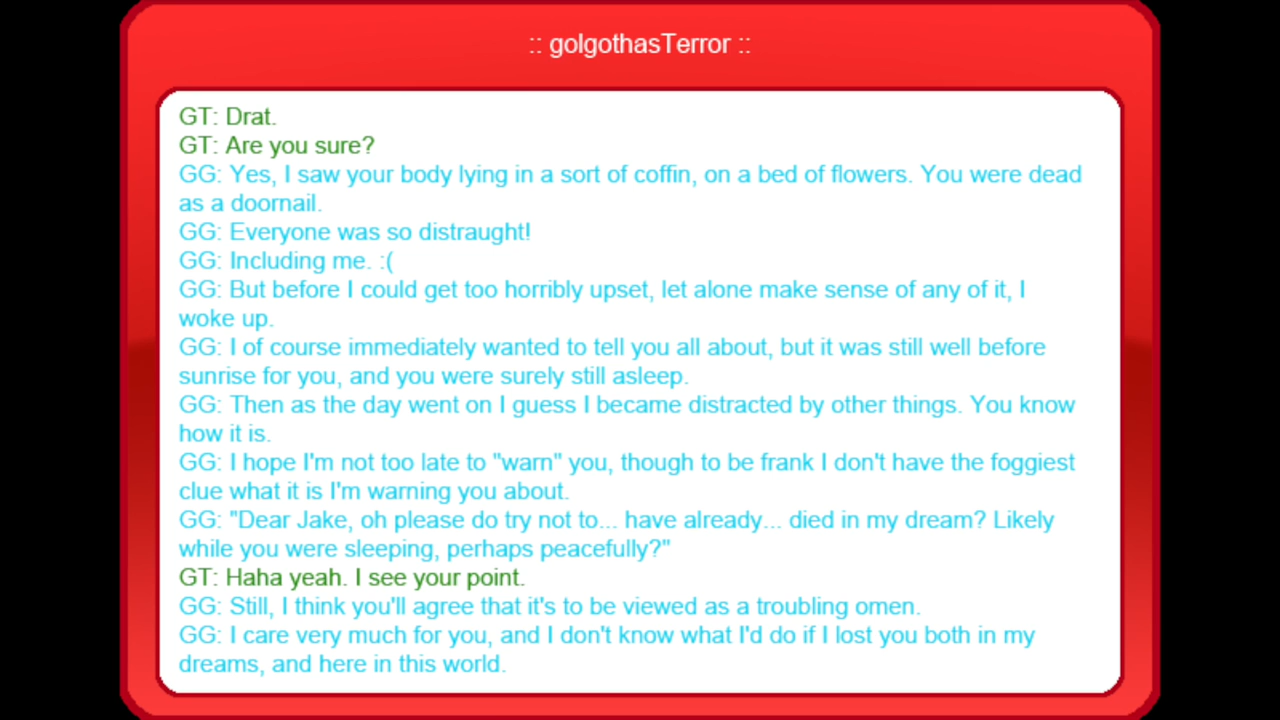 :: golgothasTerror ::
GT: Drat.
GT: Are you sure?
GG: Yes, I saw your body lying in a sort of coffin, on a bed of flowers. You were dead
as a doornail.
GG: Everyone was so distraught!
GG: Including me. :(
GG: But before I could get too horribly upset, let alone make sense of any of it, I
woke up.
GG: I of course immediately wanted to tell you all about, but it was still well before
sunrise for you, and you were surely still asleep.
GG: Then as the day went on I guess I became distracted by other things. You know
how it is.
GG: I hope I'm not too late to "warn" you, though to be frank I don't have the foggiest
clue what it is I'm warning you about.
GG: "Dear Jake, oh please do try not to... have already... died in my dream? Likely
while you were sleeping, perhaps peacefully?"
GT: Haha yeah. I see your point.
GG: Still, I think you'll agree that it's to be viewed as a troubling omen.
GG: I care very much for you, and I don't know what I'd do if I lost you both in my
dreams, and here in this world.